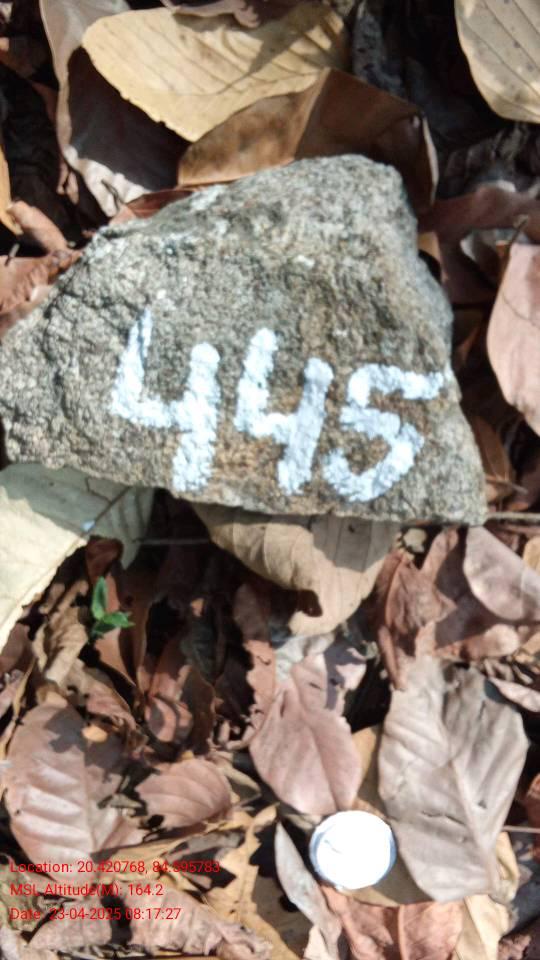 445
Location: 20.420768, 84.395783
MSL Altitude(M): 164.2
Date: 23-04-2025 08:17:27